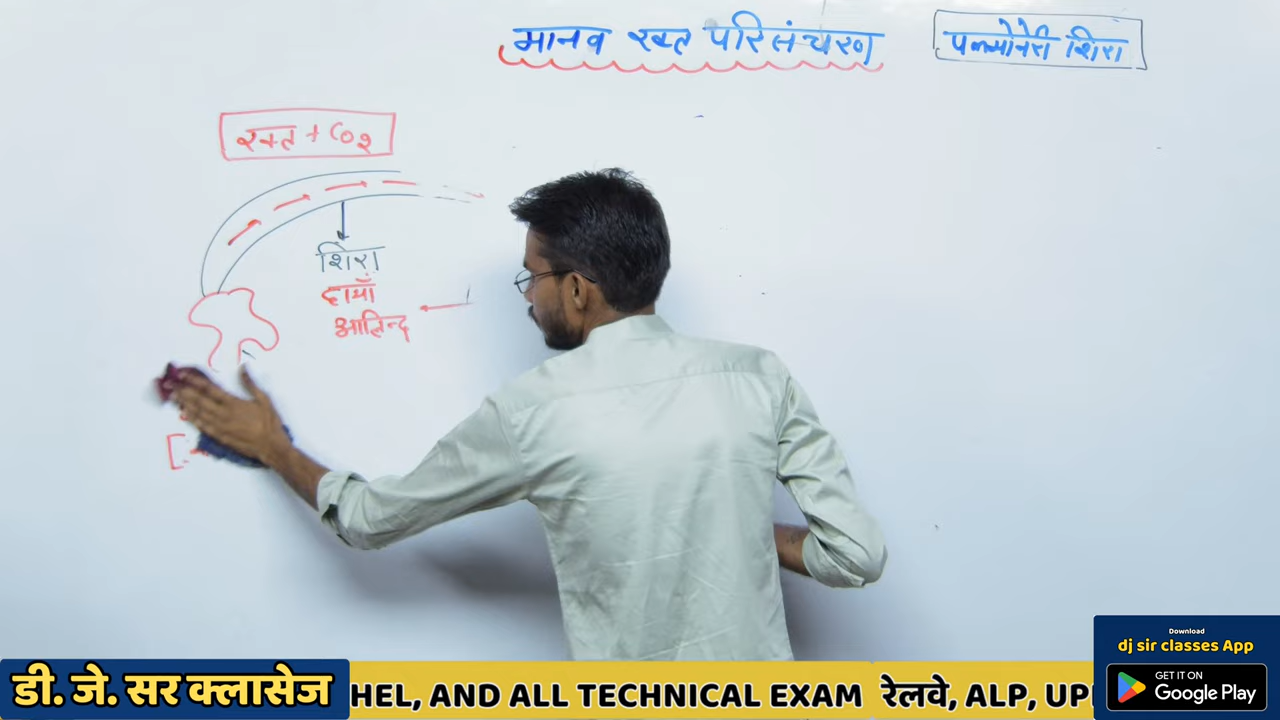 मानव रक्त परिसंचरण
पल्मोनेरी शिरा
रक्त + CO2
शिरा
दायाँ
आलिन्द
Download
dj sir classes App
GET IT ON
Google Play
डी. जे. सर क्लासेज
HEL, AND ALL TECHNICAL EXAM रेलवे, ALP, UP